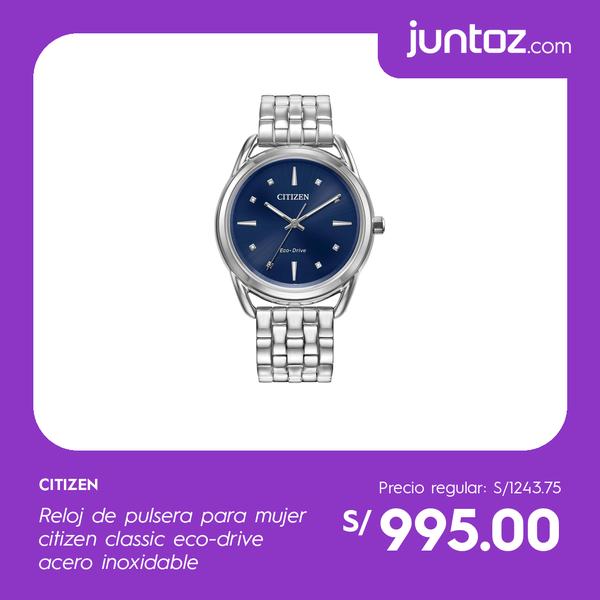 juntoz.com
CITIZEN
Eco-Drive
CITIZEN
Reloj de pulsera para mujer
citizen classic eco-drive
acero inoxidable
Precio regular: S/1243.75
S/ 995.00